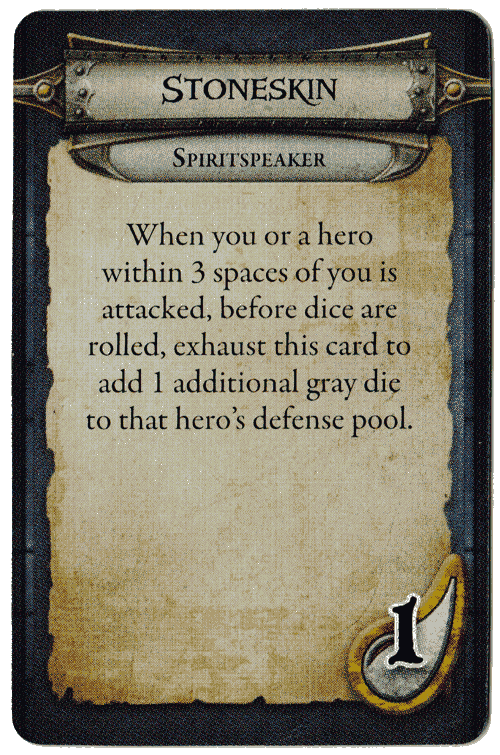 Stoneskin
Spiritspeaker
When you or a hero
within 3 spaces of you is
attacked, before dice are
rolled, exhaust this card to
add 1 additional gray die
to that hero's defense pool.
1